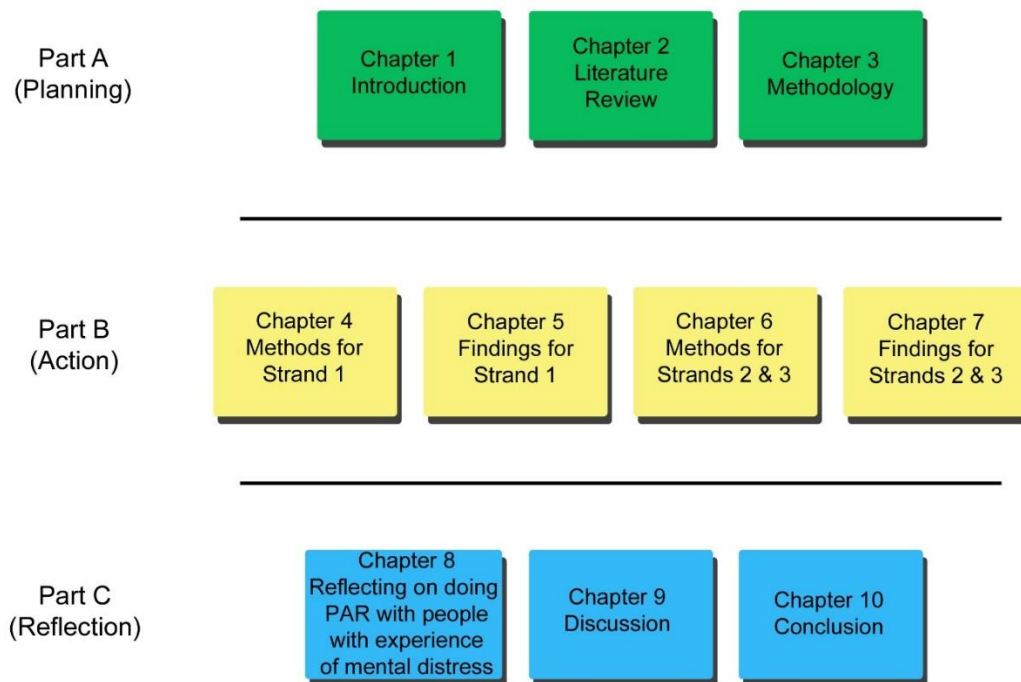 Part A
(Planning)
Chapter 1
Introduction
Chapter 2
Literature
Review
Chapter 3
Methodology
Part B
(Action)
Chapter 4
Methods for
Strand 1
Chapter 5
Findings for
Strand 1
Chapter 6
Methods for
Strands 2 & 3
Chapter 7
Findings for
Strands 2 & 3
Part C
(Reflection)
Chapter 8
Reflecting on doing
PAR with people
with experience
of mental distress
Chapter 9
Discussion
Chapter 10
Conclusion